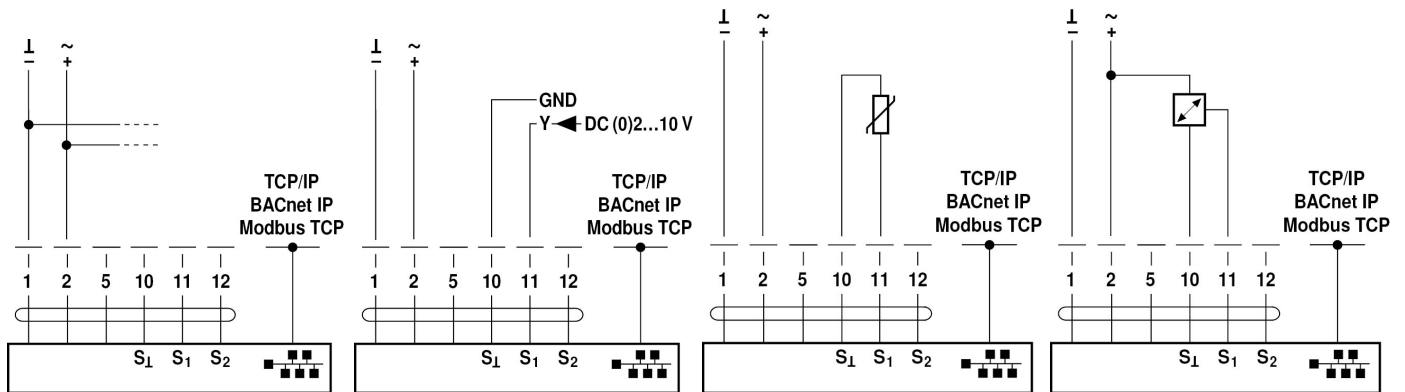 ⊥ ~
− +
TCP/IP
BACnet IP
Modbus TCP
1 2 5 10 11 12
S⊥ S1 S2
⊥ ~
− +
GND
Y DC (0)2...10 V
TCP/IP
BACnet IP
Modbus TCP
1 2 5 10 11 12
S⊥ S1 S2
⊥ ~
− +
TCP/IP
BACnet IP
Modbus TCP
1 2 5 10 11 12
S⊥ S1 S2
⊥ ~
− +
TCP/IP
BACnet IP
Modbus TCP
1 2 5 10 11 12
S⊥ S1 S2